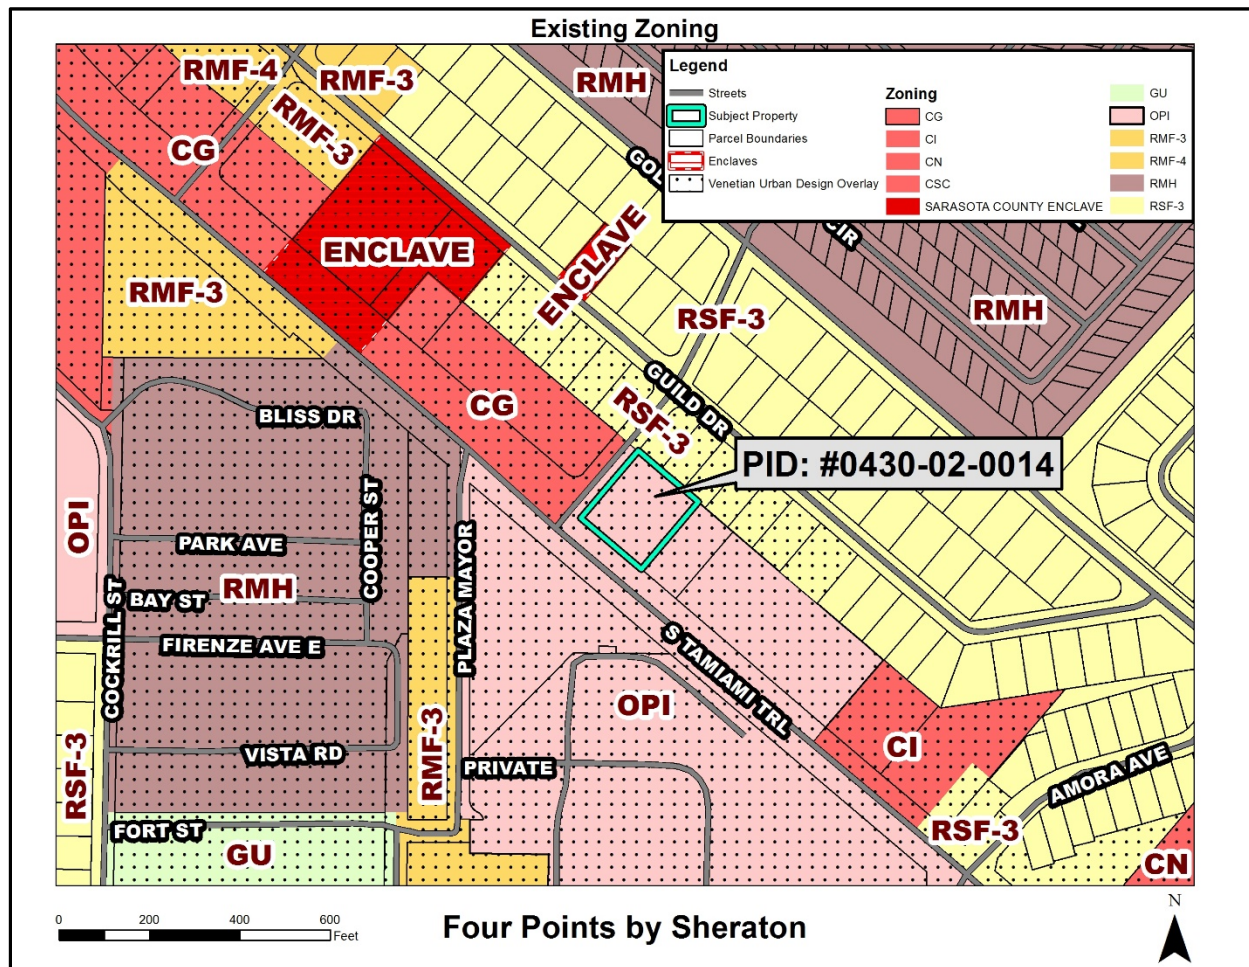 Existing Zoning
RMF-4
RMF-3
RMH
RMF-3
CG
Legend
Streets
Subject Property
Parcel Boundaries
Enclaves
Venetian Urban Design Overlay
Zoning
CG
CI
CN
CSC
SARASOTA COUNTY ENCLAVE
GU
OPI
RMF-3
RMF-4
RMH
RSF-3
CIR
ENCLAVE
ENCLAVE
RMF-3
RSF-3
RMH
GUILD DR
CG
RSF-3
BLISS DR
PID: #0430-02-0014
OPI
PARK AVE
COOPER ST
RMH
BAY ST
PLAZA MAYOR
COCKRILL ST
FIRENZE AVE E
S TAMIAMI TRL
OPI
CI
RSF-3
VISTA RD
RMF-3
PRIVATE
AMORA AVE
FORT ST
GU
RSF-3
CN
0 200 400 600
Feet
Four Points by Sheraton
N